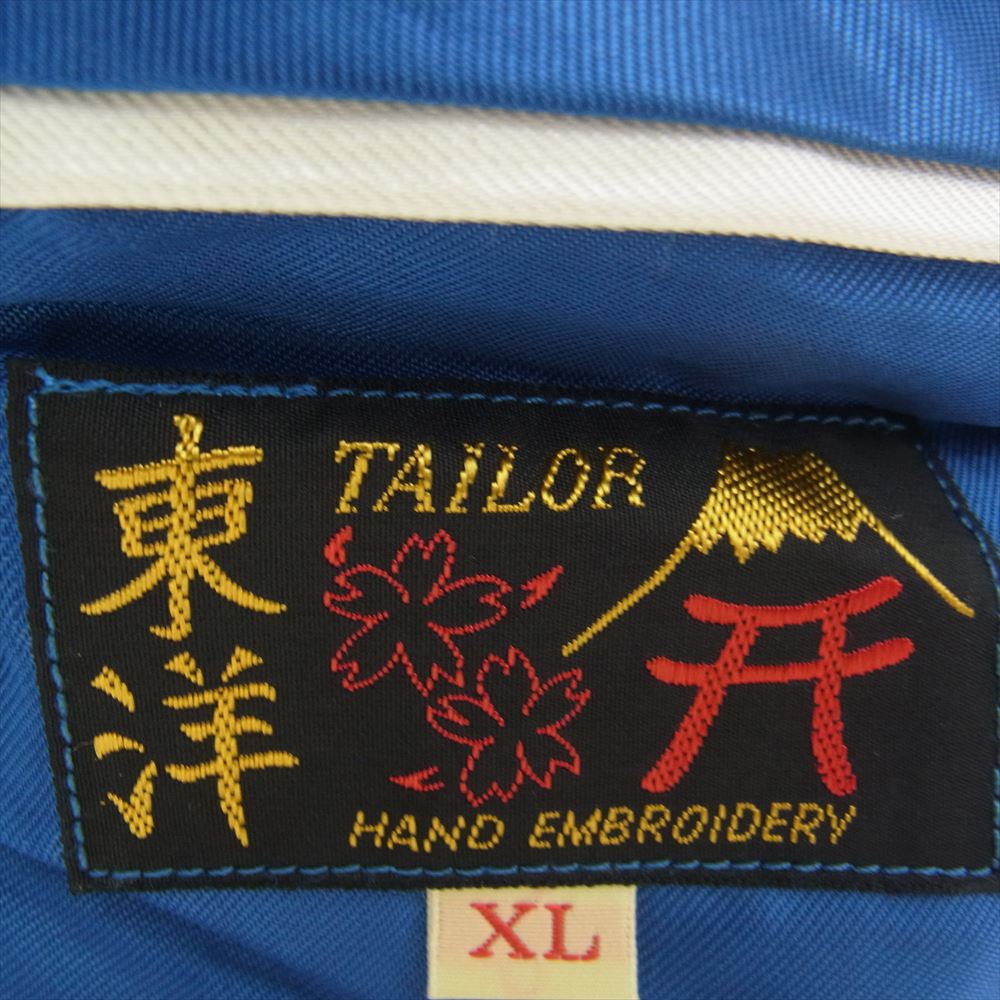 東洋
TAILOR
HAND EMBROIDERY
XL